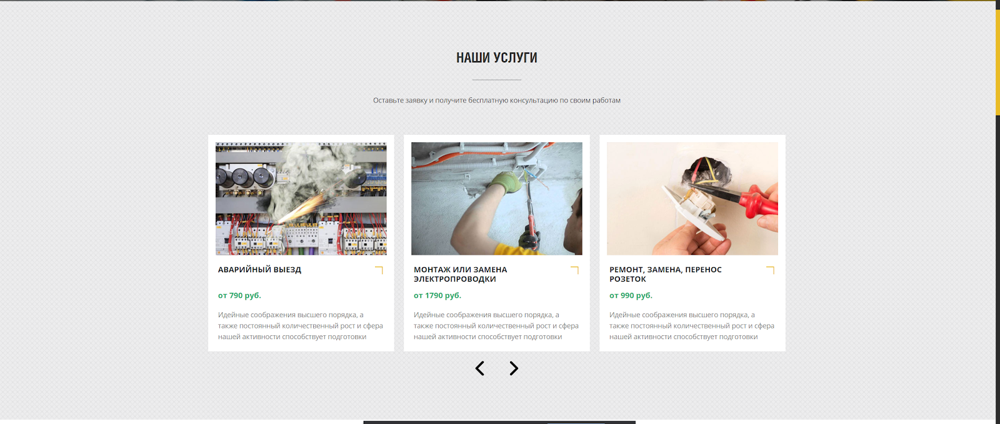 НАШИ УСЛУГИ
Оставьте заявку и получите бесплатную консультацию по своим работам
АВАРИЙНЫЙ ВЫЕЗД
от 790 руб.
Идейные соображения высшего порядка, а
также постоянный количественный рост и сфера
нашей активности способствует подготовки
МОНТАЖ ИЛИ ЗАМЕНА
ЭЛЕКТРОПРОВОДКИ
от 1790 руб.
Идейные соображения высшего порядка, а
также постоянный количественный рост и сфера
нашей активности способствует подготовки
РЕМОНТ, ЗАМЕНА, ПЕРЕНОС
РОЗЕТОК
от 990 руб.
Идейные соображения высшего порядка, а
также постоянный количественный рост и сфера
нашей активности способствует подготовки